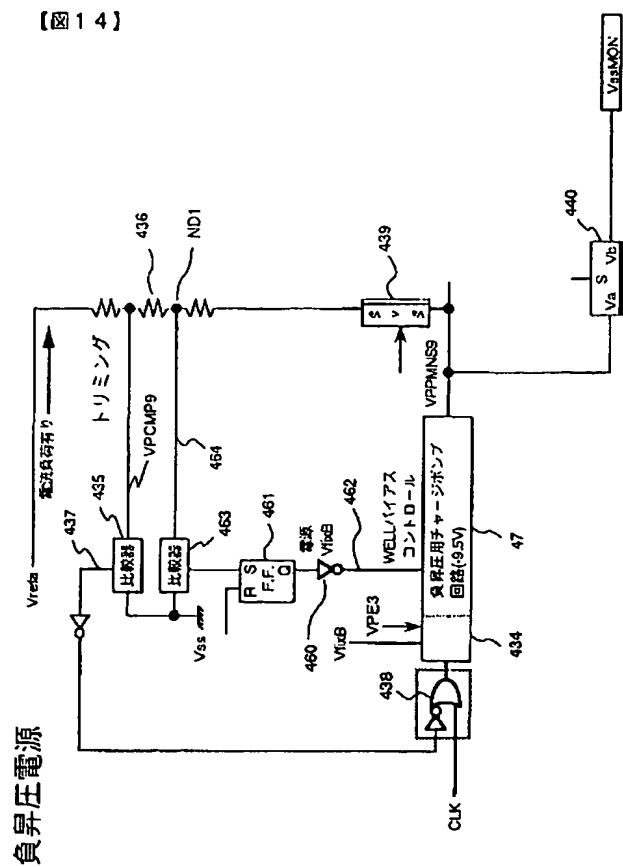 【図14】
負昇圧電源
Vrefa
電流負荷有り
437
435
比較器
トリミング
VPCMP9
436
ND1
463
比較器
464
Vss
R S
F.F.
Q
461
電源
VfixB
460
462
WELLバイアス
コントロール
439
VfixB
VPE3
VPPMNS9
438
CLK
負昇圧用チャージポンプ
回路(-9.5V)
434
47
440
S
Va Vb
VssMON